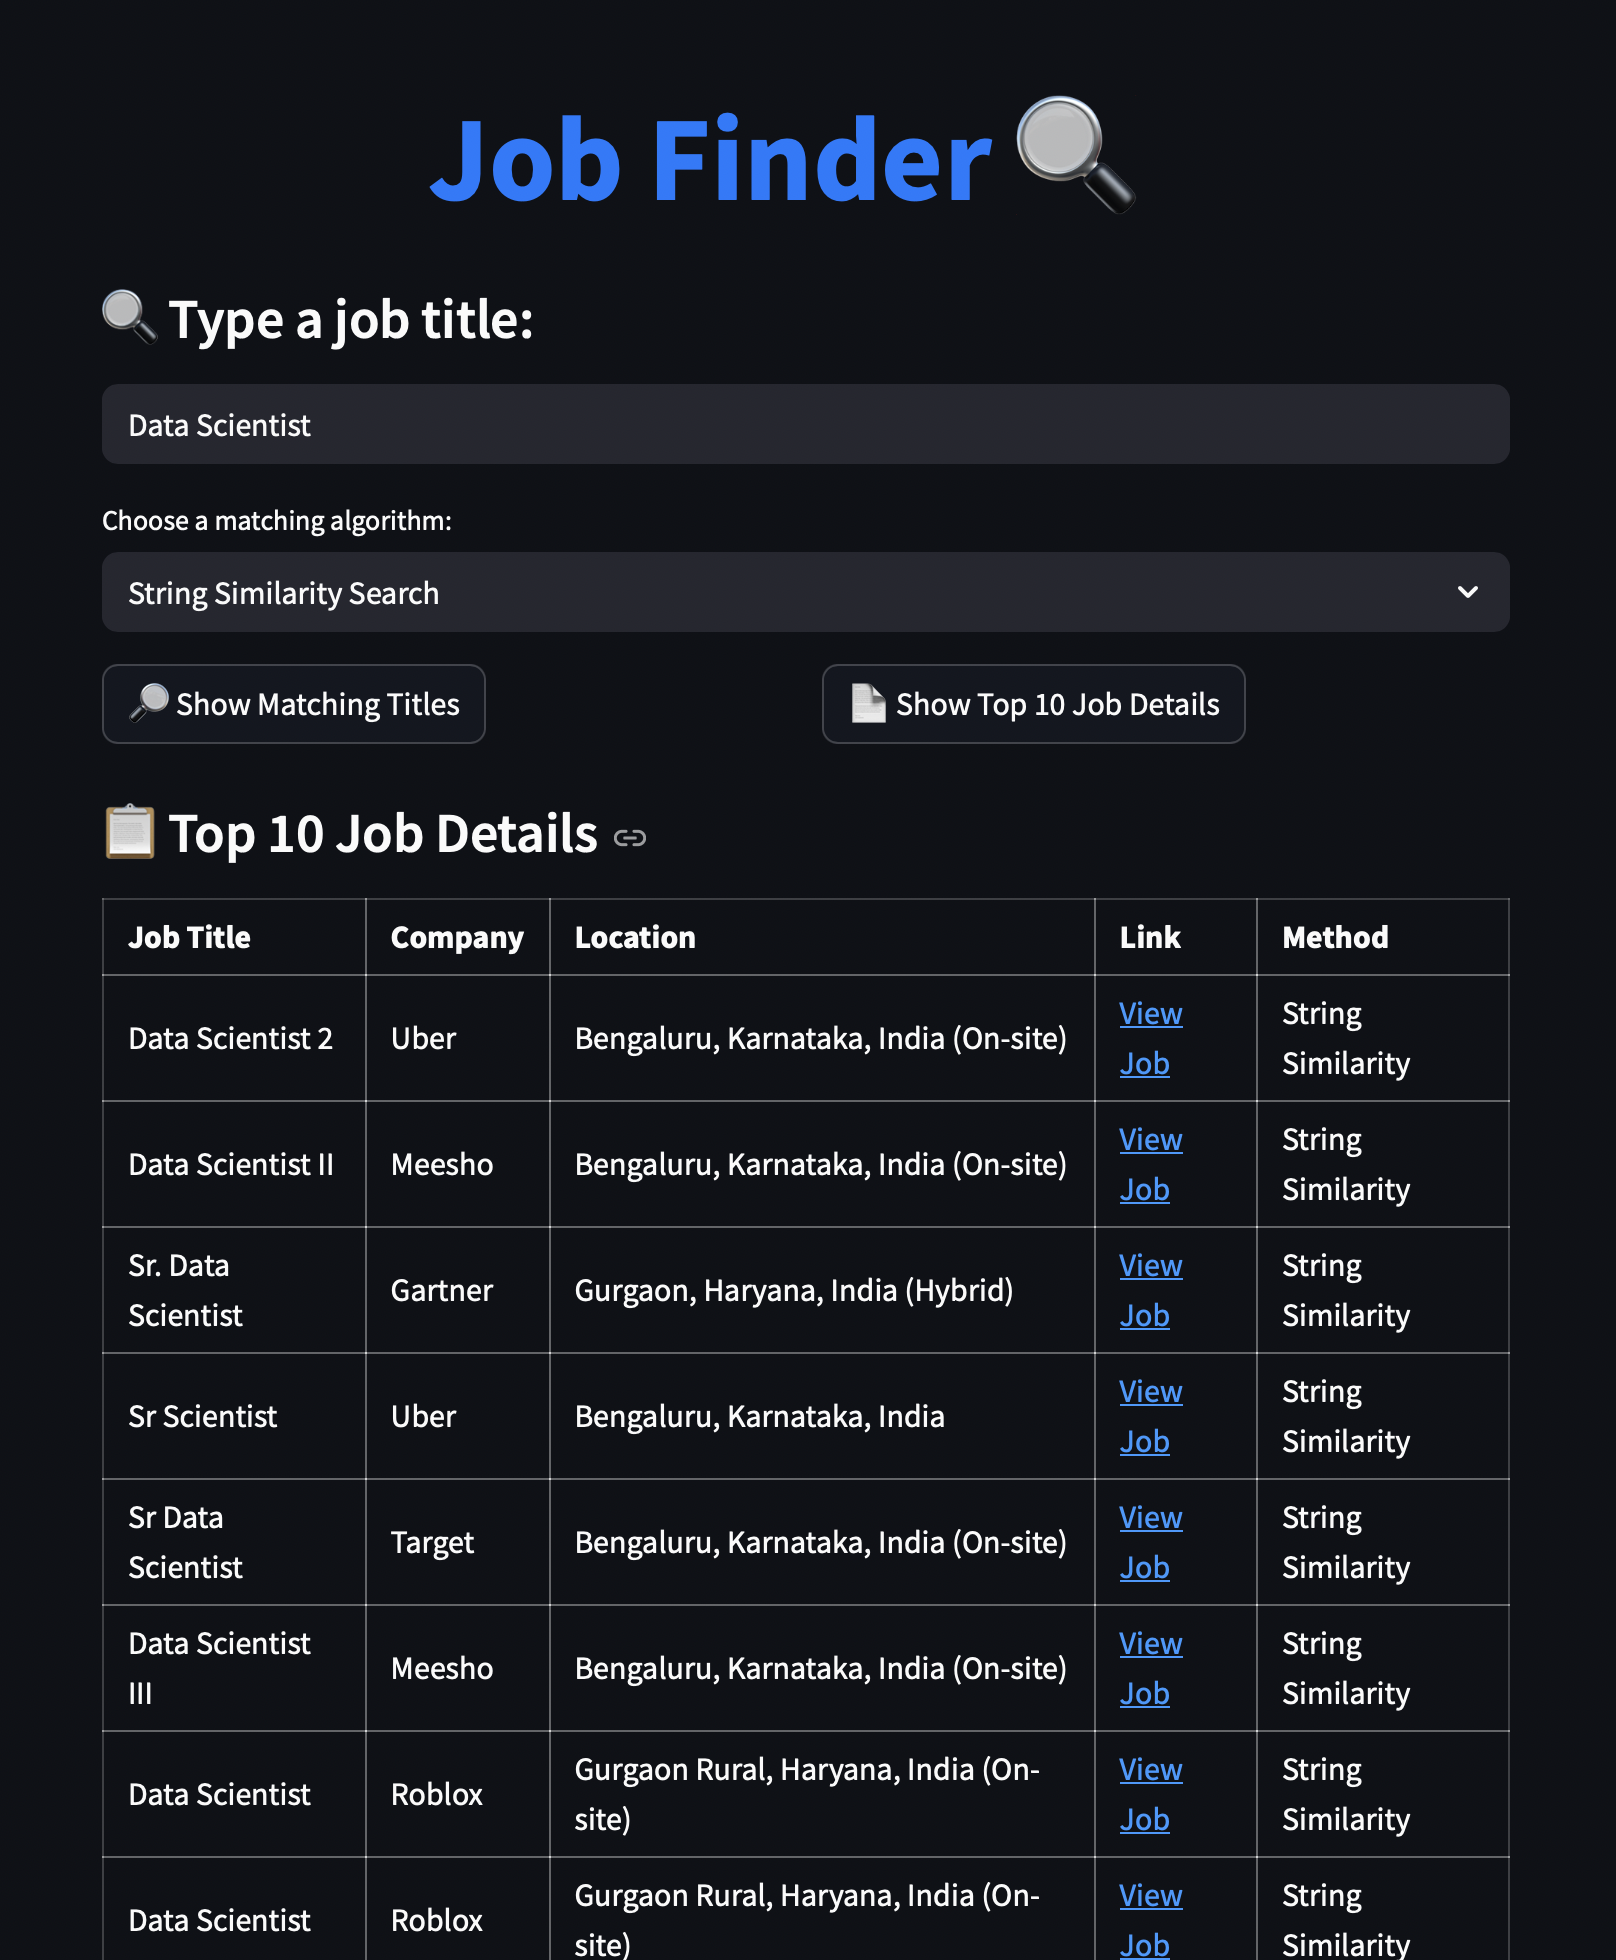 Job Finder
Type a job title:
Data Scientist
Choose a matching algorithm:
String Similarity Search
Show Matching Titles
Show Top 10 Job Details
Top 10 Job Details
Job Title Company Location Link Method
Data Scientist 2 Uber Bengaluru, Karnataka, India (On-site) View Job String Similarity
Data Scientist II Meesho Bengaluru, Karnataka, India (On-site) View Job String Similarity
Sr. Data Scientist Gartner Gurgaon, Haryana, India (Hybrid) View Job String Similarity
Sr Scientist Uber Bengaluru, Karnataka, India View Job String Similarity
Sr Data Scientist Target Bengaluru, Karnataka, India (On-site) View Job String Similarity
Data Scientist III Meesho Bengaluru, Karnataka, India (On-site) View Job String Similarity
Data Scientist Roblox Gurgaon Rural, Haryana, India (On-site) View Job String Similarity
Data Scientist Roblox Gurgaon Rural, Haryana, India (On-site) View Job String Similarity